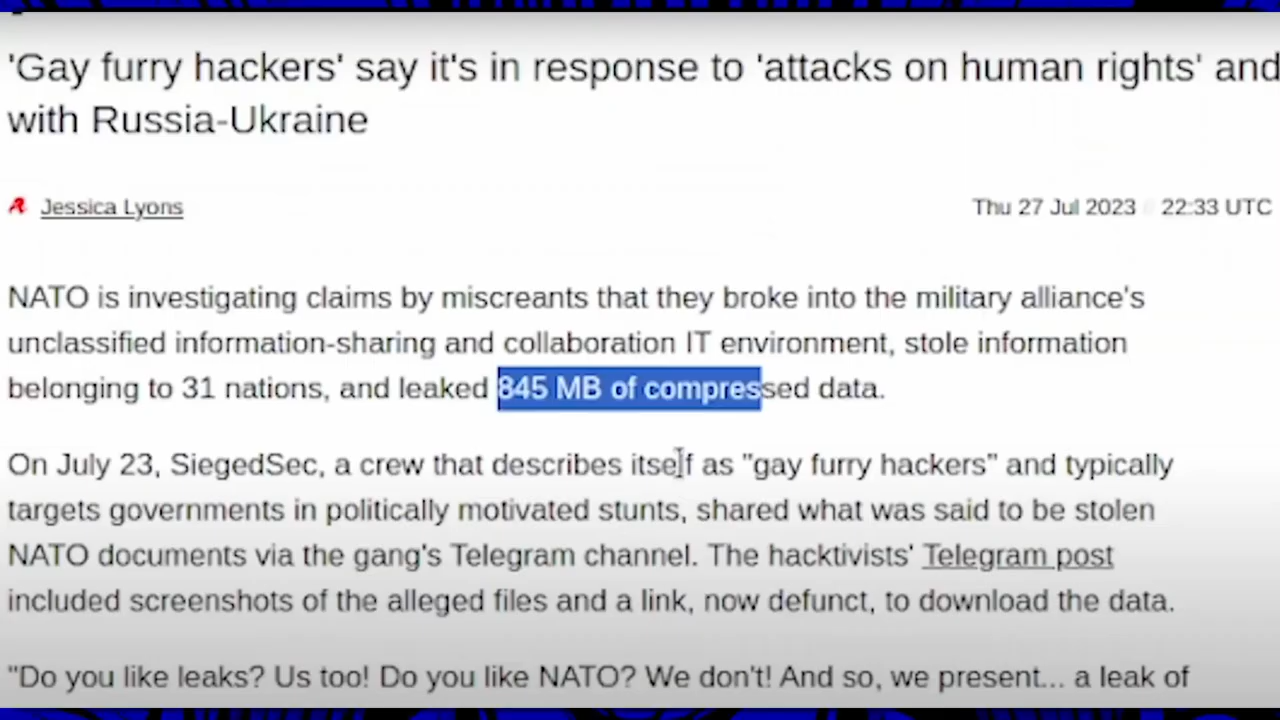 'Gay furry hackers' say it's in response to 'attacks on human rights' and
with Russia-Ukraine
Jessica Lyons
Thu 27 Jul 2023 // 22:33 UTC
NATO is investigating claims by miscreants that they broke into the military alliance's
unclassified information-sharing and collaboration IT environment, stole information
belonging to 31 nations, and leaked 845 MB of compressed data.
On July 23, SiegedSec, a crew that describes itself as "gay furry hackers" and typically
targets governments in politically motivated stunts, shared what was said to be stolen
NATO documents via the gang's Telegram channel. The hacktivists' Telegram post
included screenshots of the alleged files and a link, now defunct, to download the data.
"Do you like leaks? Us too! Do you like NATO? We don't! And so, we present... a leak of